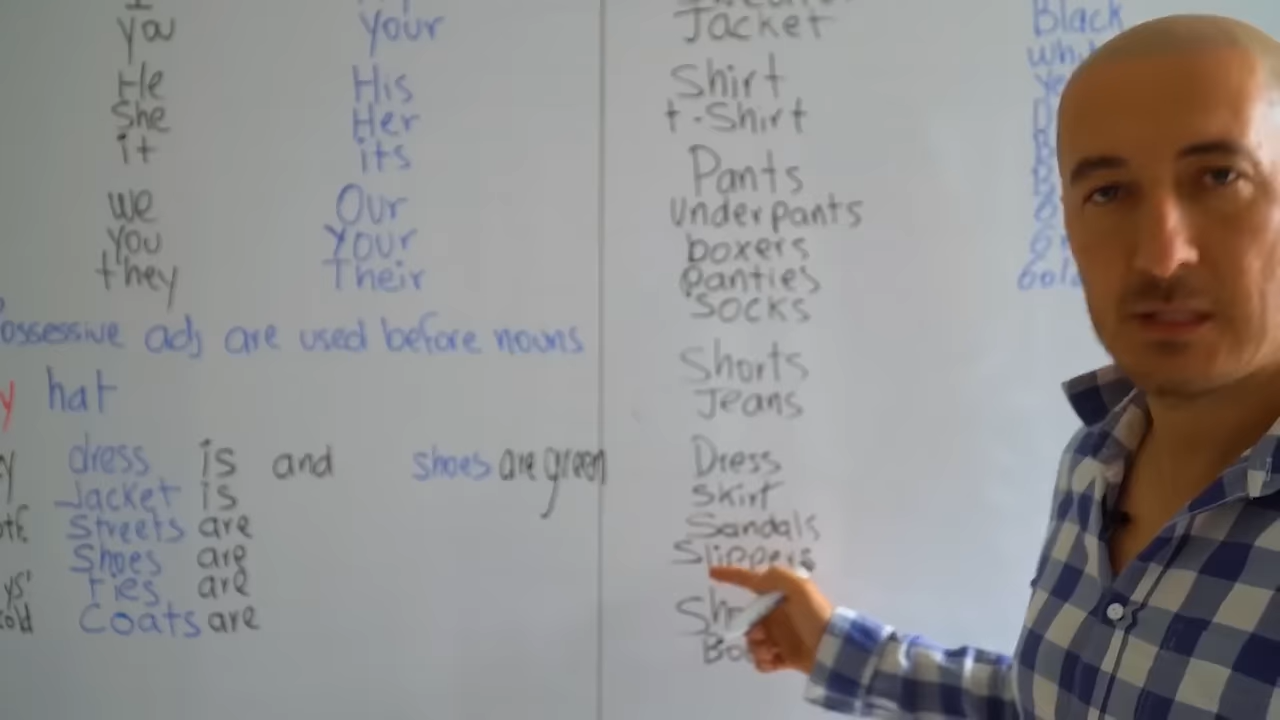 you your
He His
She Her
it its
we Our
You Your
they Their
are used before nouns
adj
hat
dress is and shoes are green
Jacket is
Streets are
Shoes are
Ties are
Coats are
Jacket
Shirt
t-Shirt
Pants
Underpants
boxers
Panties
Socks
Shorts
Jeans
Dress
Skirt
Sandals
Slippers
Black